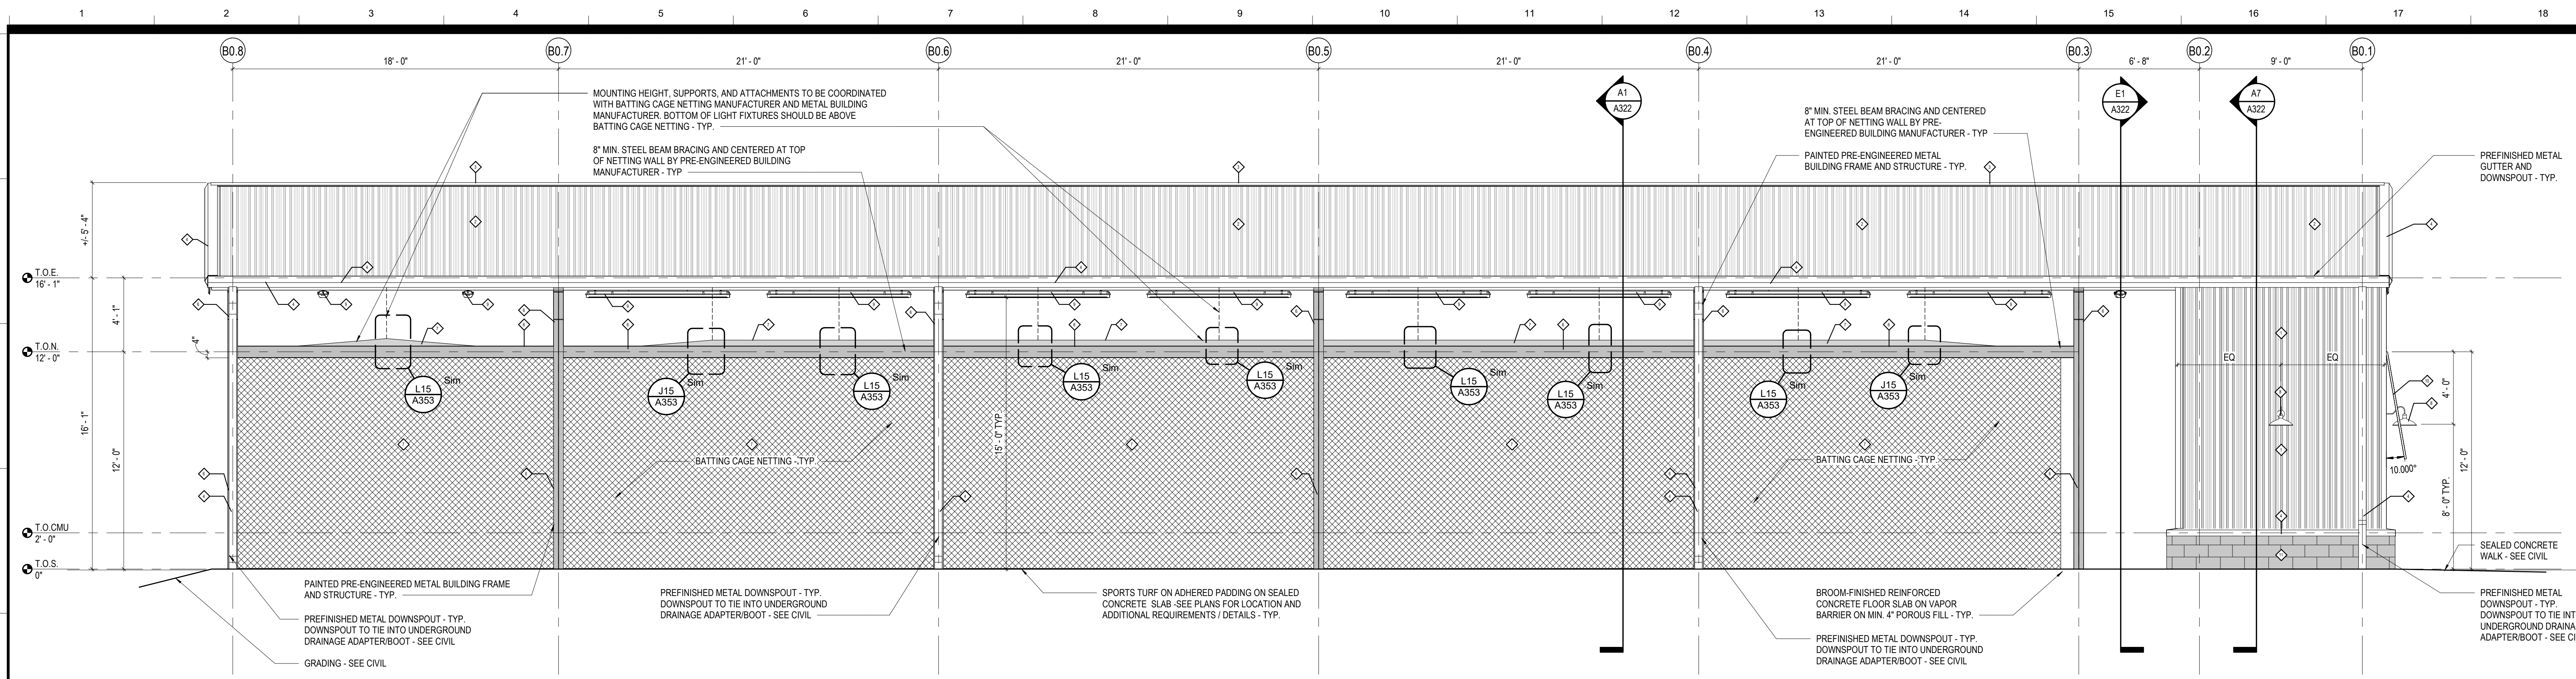 1 2 3 4 5 6 7 8 9 10 11 12 13 14 15 16 17 18
B0.8 B0.7 B0.6 B0.5 B0.4 B0.3 B0.2 B0.1
18' - 0" 21' - 0" 21' - 0" 21' - 0" 21' - 0" 6' - 8" 9' - 0"
MOUNTING HEIGHT, SUPPORTS, AND ATTACHMENTS TO BE COORDINATED
WITH BATTING CAGE NETTING MANUFACTURER AND METAL BUILDING
MANUFACTURER. BOTTOM OF LIGHT FIXTURES SHOULD BE ABOVE
BATTING CAGE NETTING - TYP.
8" MIN. STEEL BEAM BRACING AND CENTERED AT TOP
OF NETTING WALL BY PRE-ENGINEERED BUILDING
MANUFACTURER - TYP
A1
A322
8" MIN. STEEL BEAM BRACING AND CENTERED
AT TOP OF NETTING WALL BY PRE-
ENGINEERED BUILDING MANUFACTURER - TYP
PAINTED PRE-ENGINEERED METAL
BUILDING FRAME AND STRUCTURE - TYP.
E1
A322
A7
A322
PREFINISHED METAL
GUTTER AND
DOWNSPOUT - TYP.
+/- 5' - 4"
T.O.E.
16' - 1"
4' - 1"
4"
T.O.N.
12' - 0"
16' - 1"
12' - 0"
T.O.CMU
2' - 0"
T.O.S.
0"
L15
A353
Sim
J15
A353
Sim
L15
A353
Sim
L15
A353
Sim
L15
A353
Sim
L15
A353
Sim
L15
A353
Sim
L15
A353
Sim
J15
A353
Sim
EQ EQ
15' - 0" TYP.
BATTING CAGE NETTING - TYP.
BATTING CAGE NETTING - TYP.
4' - 0"
12' - 0"
10.000°
8' - 0" TYP.
PAINTED PRE-ENGINEERED METAL BUILDING FRAME
AND STRUCTURE - TYP.
PREFINISHED METAL DOWNSPOUT - TYP.
DOWNSPOUT TO TIE INTO UNDERGROUND
DRAINAGE ADAPTER/BOOT - SEE CIVIL
GRADING - SEE CIVIL
PREFINISHED METAL DOWNSPOUT - TYP.
DOWNSPOUT TO TIE INTO UNDERGROUND
DRAINAGE ADAPTER/BOOT - SEE CIVIL
SPORTS TURF ON ADHERED PADDING ON SEALED
CONCRETE SLAB -SEE PLANS FOR LOCATION AND
ADDITIONAL REQUIREMENTS / DETAILS - TYP.
BROOM-FINISHED REINFORCED
CONCRETE FLOOR SLAB ON VAPOR
BARRIER ON MIN. 4" POROUS FILL - TYP.
PREFINISHED METAL DOWNSPOUT - TYP.
DOWNSPOUT TO TIE INTO UNDERGROUND
DRAINAGE ADAPTER/BOOT - SEE CIVIL
SEALED CONCRETE
WALK - SEE CIVIL
PREFINISHED METAL
DOWNSPOUT - TYP.
DOWNSPOUT TO TIE INT
UNDERGROUND DRAINA
ADAPTER/BOOT - SEE CI